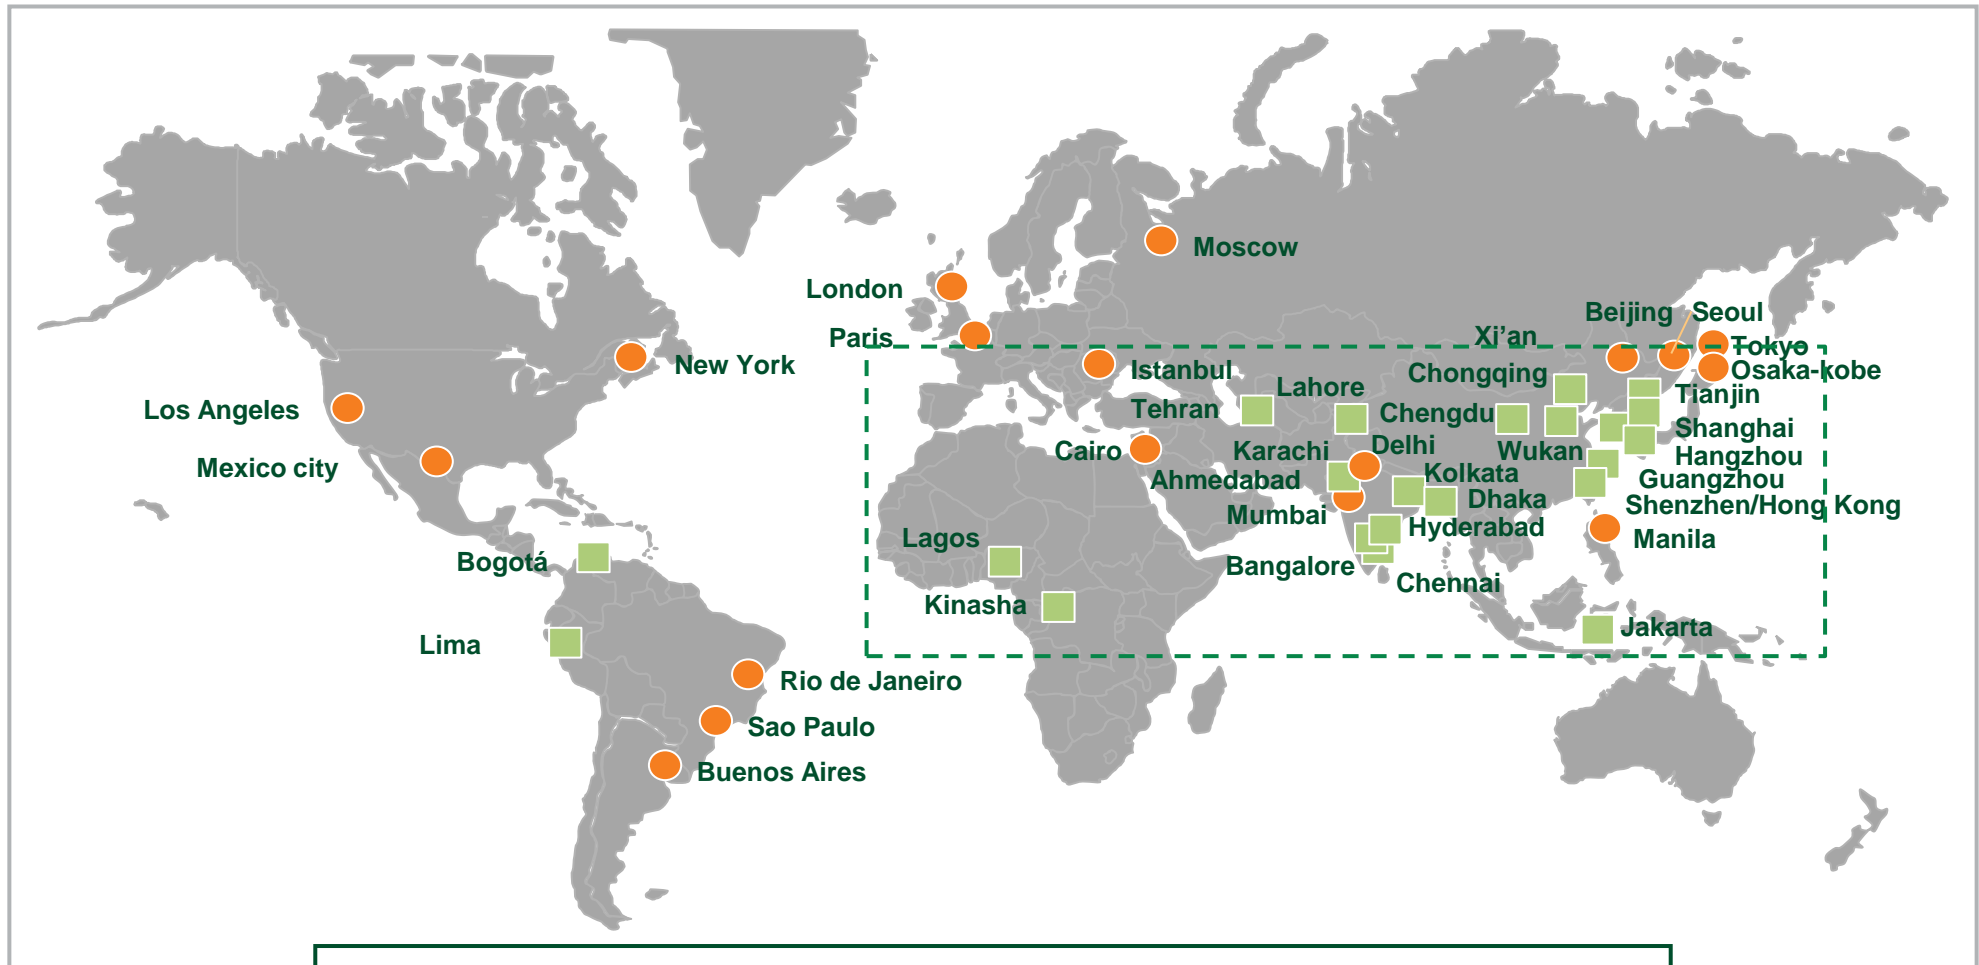 Moscow
London
Paris
New York
Los Angeles
Mexico city
Bogotá
Lima
Rio de Janeiro
Sao Paulo
Buenos Aires
Istanbul
Tehran
Lahore
Cairo
Karachi
Ahmedabad
Mumbai
Delhi
Kolkata
Dhaka
Hyderabad
Bangalore
Chennai
Lagos
Kinasha
Xi’an
Chongqing
Chengdu
Wukan
Beijing
Seoul
Tokyo
Osaka-kobe
Tianjin
Shanghai
Hangzhou
Guangzhou
Shenzhen/Hong Kong
Manila
Jakarta